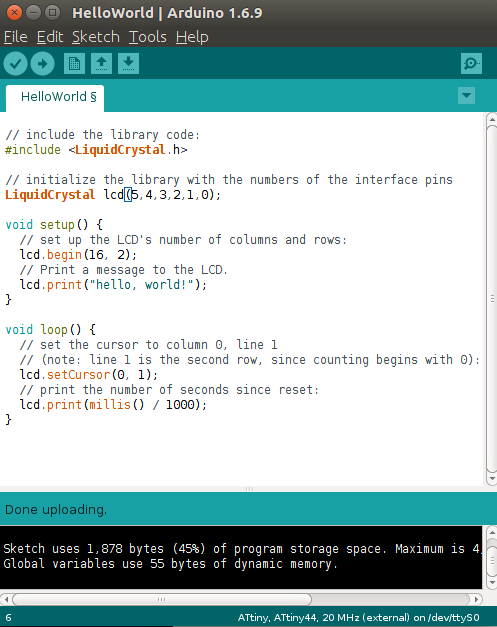 HelloWorld | Arduino 1.6.9
File Edit Sketch Tools Help
HelloWorld §
// include the library code:
#include <LiquidCrystal.h>
// initialize the library with the numbers of the interface pins
LiquidCrystal lcd(5,4,3,2,1,0);
void setup() {
// set up the LCD's number of columns and rows:
lcd.begin(16, 2);
// Print a message to the LCD.
lcd.print("hello, world!");
}
void loop() {
// set the cursor to column 0, line 1
// (note: line 1 is the second row, since counting begins with 0):
lcd.setCursor(0, 1);
// print the number of seconds since reset:
lcd.print(millis() / 1000);
}
Done uploading.
Sketch uses 1,878 bytes (45%) of program storage space. Maximum is 4,
Global variables use 55 bytes of dynamic memory.
6 ATtiny, ATtiny44, 20 MHz (external) on /dev/ttyS0